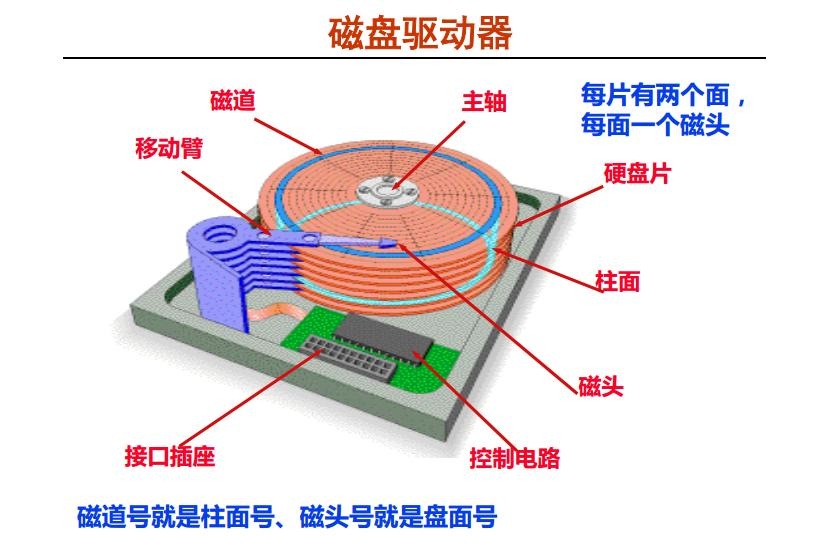 磁盘驱动器
磁道
主轴
每片有两个面，
每面一个磁头
移动臂
硬盘片
柱面
磁头
接口插座
控制电路
磁道号就是柱面号、磁头号就是盘面号